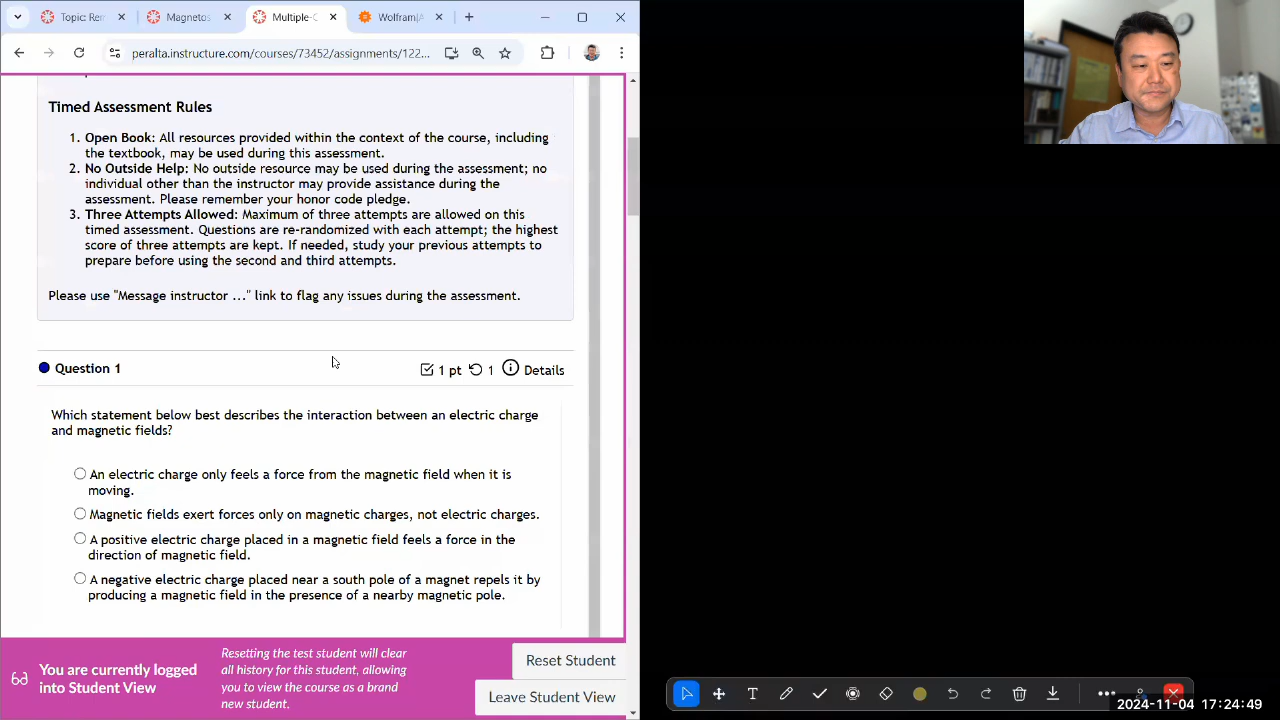 Topic Rem
Magnetos
Multiple-C
Wolfram|A
peralta.instructure.com/courses/73452/assignments/122...
Timed Assessment Rules
1. Open Book: All resources provided within the context of the course, including
the textbook, may be used during this assessment.
2. No Outside Help: No outside resource may be used during the assessment; no
individual other than the instructor may provide assistance during the
assessment. Please remember your honor code pledge.
3. Three Attempts Allowed: Maximum of three attempts are allowed on this
timed assessment. Questions are re-randomized with each attempt; the highest
score of three attempts are kept. If needed, study your previous attempts to
prepare before using the second and third attempts.
Please use "Message instructor ..." link to flag any issues during the assessment.
Question 1
1 pt 1 Details
Which statement below best describes the interaction between an electric charge
and magnetic fields?
An electric charge only feels a force from the magnetic field when it is
moving.
Magnetic fields exert forces only on magnetic charges, not electric charges.
A positive electric charge placed in a magnetic field feels a force in the
direction of magnetic field.
A negative electric charge placed near a south pole of a magnet repels it by
producing a magnetic field in the presence of a nearby magnetic pole.
You are currently logged
into Student View
Resetting the test student will clear
all history for this student, allowing
you to view the course as a brand
new student.
Reset Student
Leave Student View
2024-11-04 17:24:49